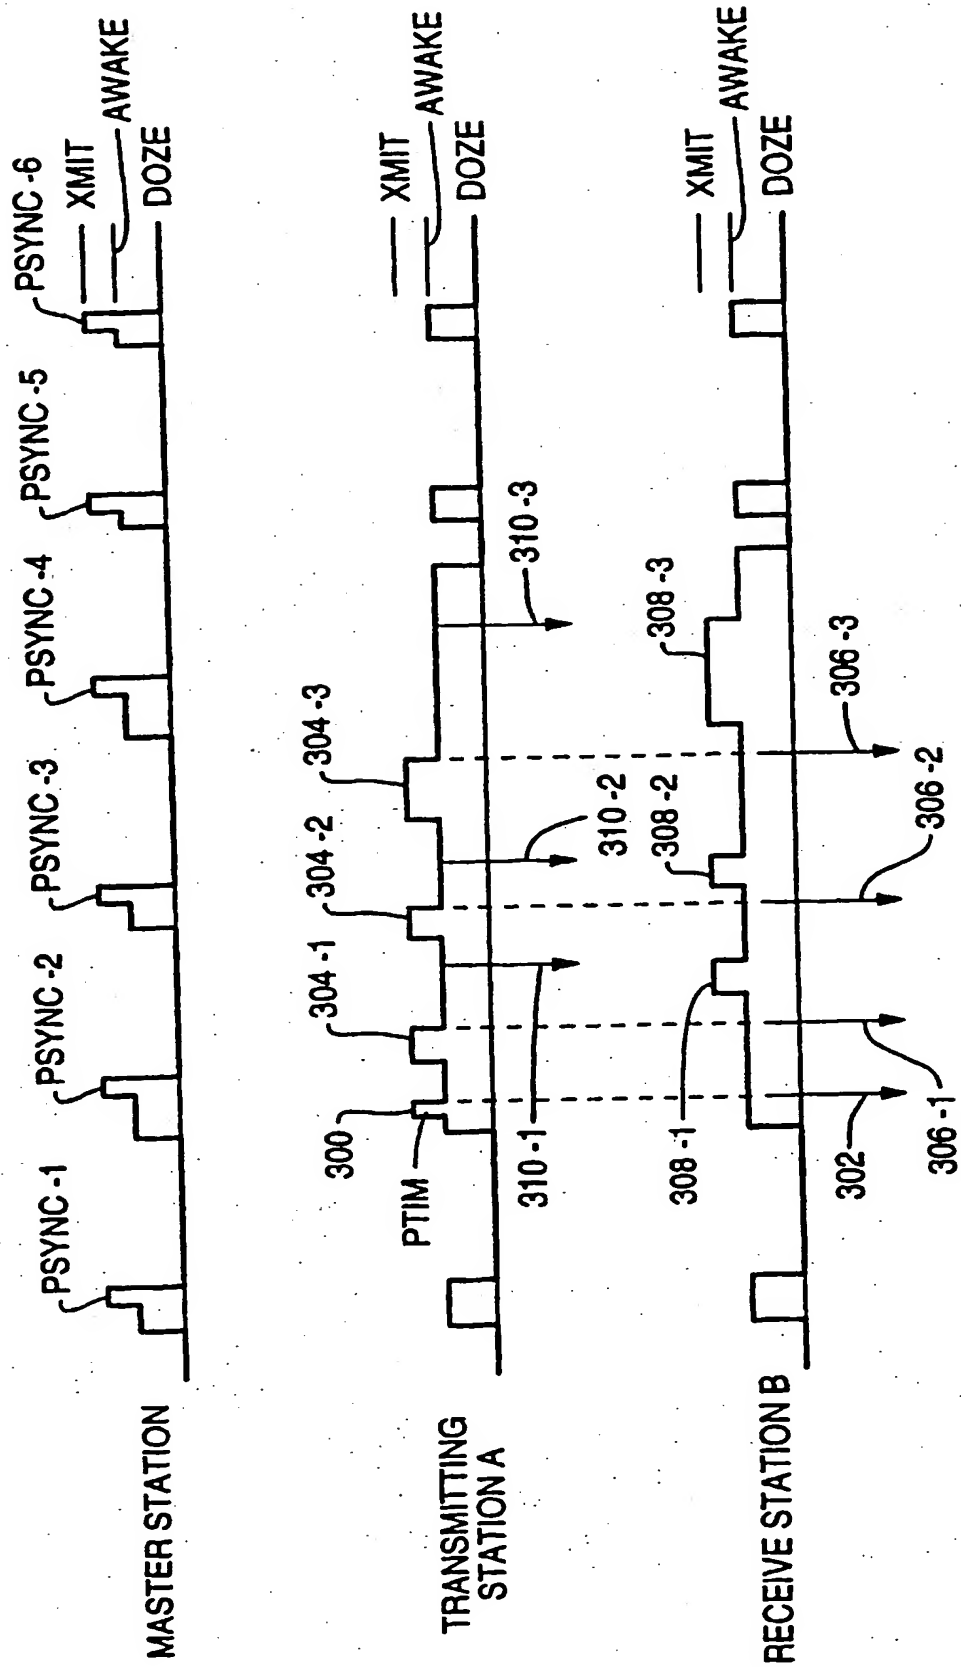 MASTER STATION
PSYNC-1
PSYNC-2
PSYNC-3
PSYNC-4
PSYNC-5
PSYNC-6
XMIT
AWAKE
DOZE
TRANSMITTING
STATION A
PTIM
300
304-1
304-2
304-3
310-1
310-2
310-3
XMIT
AWAKE
DOZE
RECEIVE STATION B
308-1
308-2
308-3
302
306-1
306-2
306-3
XMIT
AWAKE
DOZE